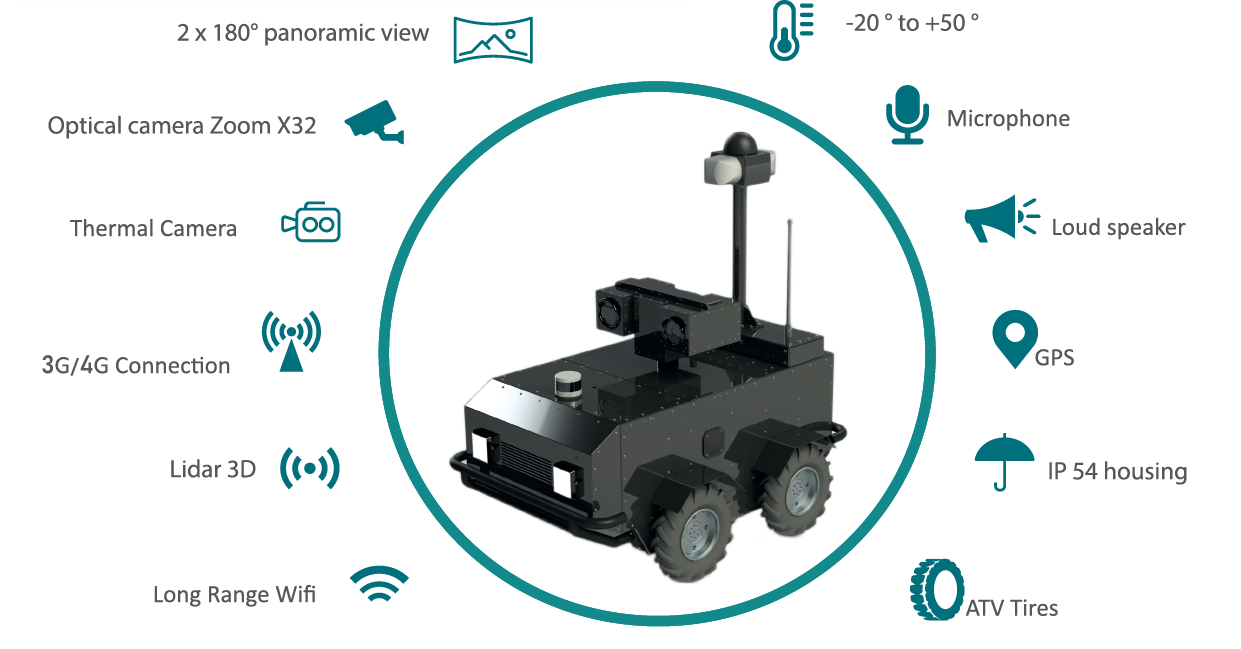 2 x 180° panoramic view
-20 ° to +50 °
Optical camera Zoom X32
Microphone
Thermal Camera
Loud speaker
3G/4G Connection
GPS
Lidar 3D
IP 54 housing
Long Range Wifi
ATV Tires